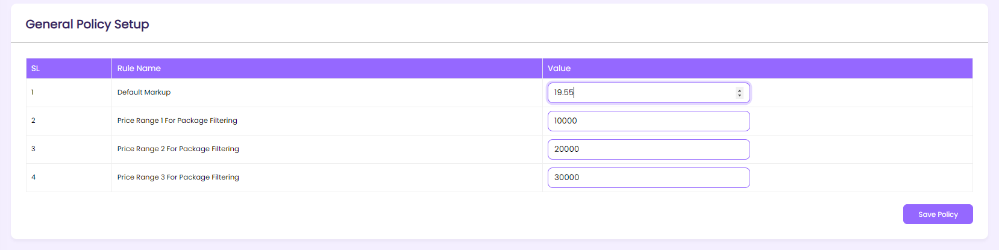 General Policy Setup
SL Rule Name Value
1 Default Markup 19.55
2 Price Range 1 For Package Filtering 10000
3 Price Range 2 For Package Filtering 20000
4 Price Range 3 For Package Filtering 30000
Save Policy